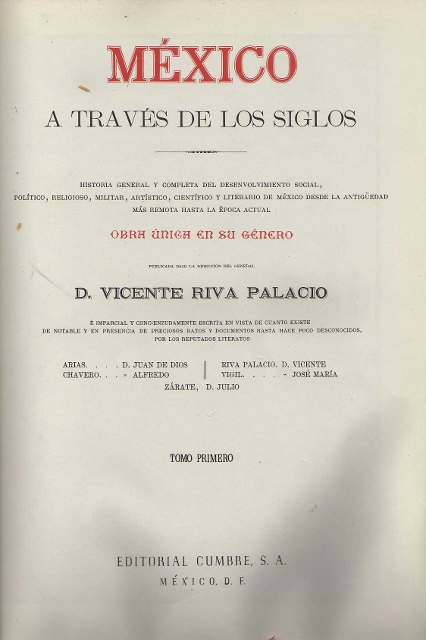 MÉXICO
A TRAVÉS DE LOS SIGLOS
HISTORIA GENERAL Y COMPLETA DEL DESENVOLVIMIENTO SOCIAL,
POLÍTICO, RELIGIOSO, MILITAR, ARTÍSTICO, CIENTÍFICO Y LITERARIO DE MÉXICO DESDE LA ANTIGÜEDAD
MÁS REMOTA HASTA LA ÉPOCA ACTUAL
OBRA ÚNICA EN SU GÉNERO
PUBLICADA BAJO LA DIRECCIÓN DEL GENERAL
D. VICENTE RIVA PALACIO
É IMPARCIAL Y CONCIENZUDAMENTE ESCRITA EN VISTA DE CUANTO EXISTE
DE NOTABLE Y EN PRESENCIA DE PRECIOSOS DATOS Y DOCUMENTOS HASTA HACE POCO DESCONOCIDOS,
POR LOS REPUTADOS LITERATOS
ARIAS. . . . D. JUAN DE DIOS
CHAVERO. . . » ALFREDO
RIVA PALACIO, D. VICENTE
VIGIL. . . . . » JOSÉ MARÍA
ZÁRATE, D. JULIO
TOMO PRIMERO
EDITORIAL CUMBRE, S. A.
MÉXICO, D. F.